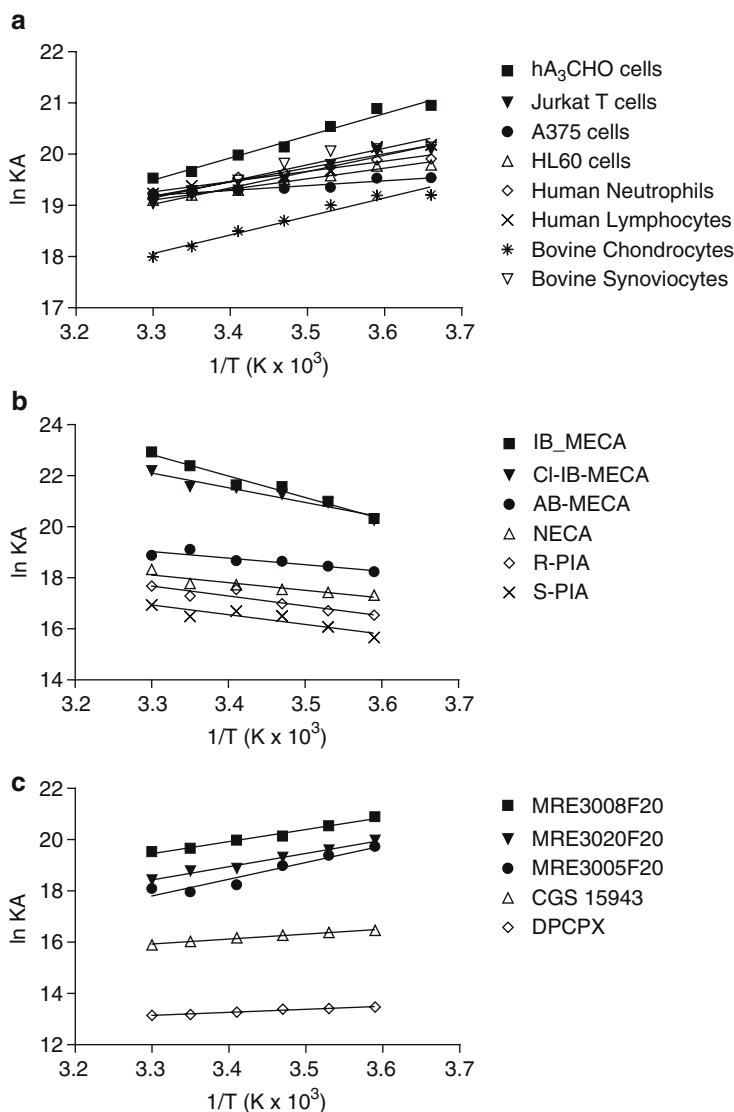 a
22
21
20
19
18
17
ln KA
3.2 3.3 3.4 3.5 3.6 3.7
1/T (K x 10³)
hA₃CHO cells
Jurkat T cells
A375 cells
HL60 cells
Human Neutrophils
Human Lymphocytes
Bovine Chondrocytes
Bovine Synoviocytes
b
24
22
20
18
16
14
ln KA
3.2 3.3 3.4 3.5 3.6 3.7
1/T (K x 10³)
IB_MECA
Cl-IB-MECA
AB-MECA
NECA
R-PIA
S-PIA
c
22
20
18
16
14
12
ln KA
3.2 3.3 3.4 3.5 3.6 3.7
1/T (K x 10³)
MRE3008F20
MRE3020F20
MRE3005F20
CGS 15943
DPCPX